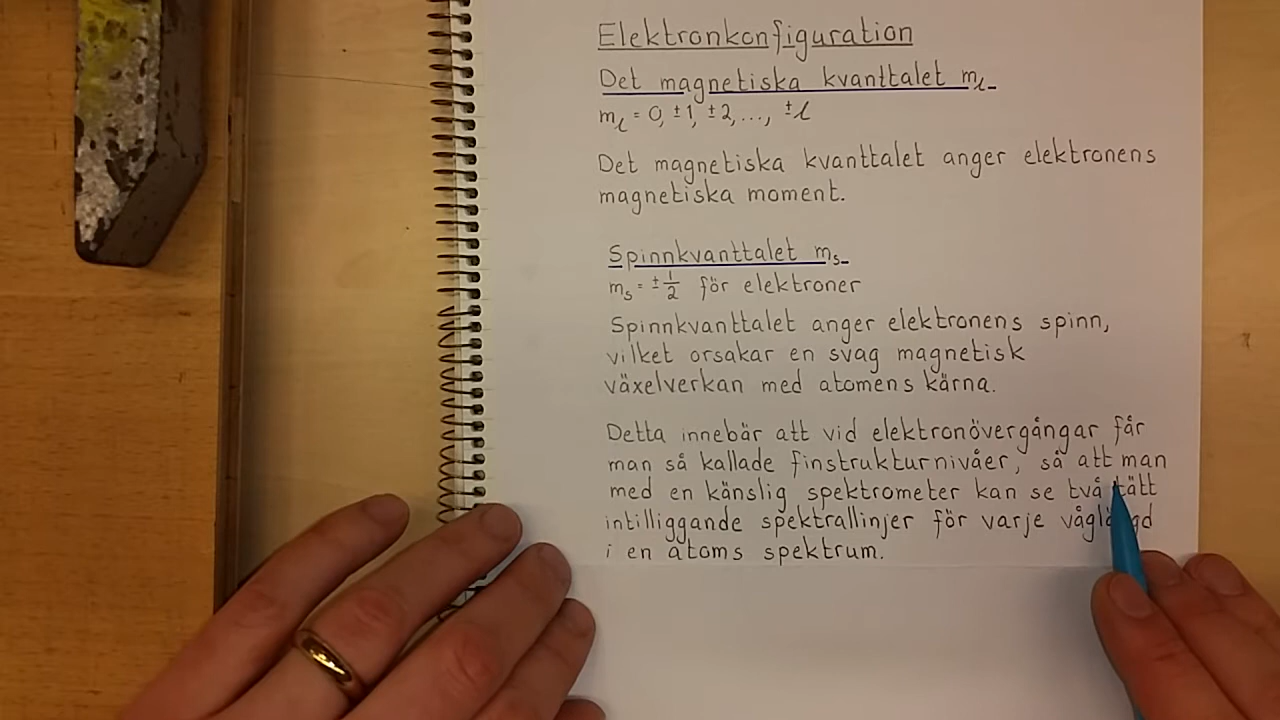 Elektronkonfiguration
Det magnetiska kvanttalet mℓ
mℓ = 0, ±1, ±2, ..., ±ℓ
Det magnetiska kvanttalet anger elektronens
magnetiska moment.
Spinnkvanttalet ms
ms = ±1/2 för elektroner
Spinnkvanttalet anger elektronens spinn,
vilket orsakar en svag magnetisk
växelverkan med atomens kärna.
Detta innebär att vid elektronövergångar får
man så kallade finstrukturnivåer, så att man
med en känslig spektrometer kan se två tätt
intilliggande spektrallinjer för varje
i en atoms spektrum.